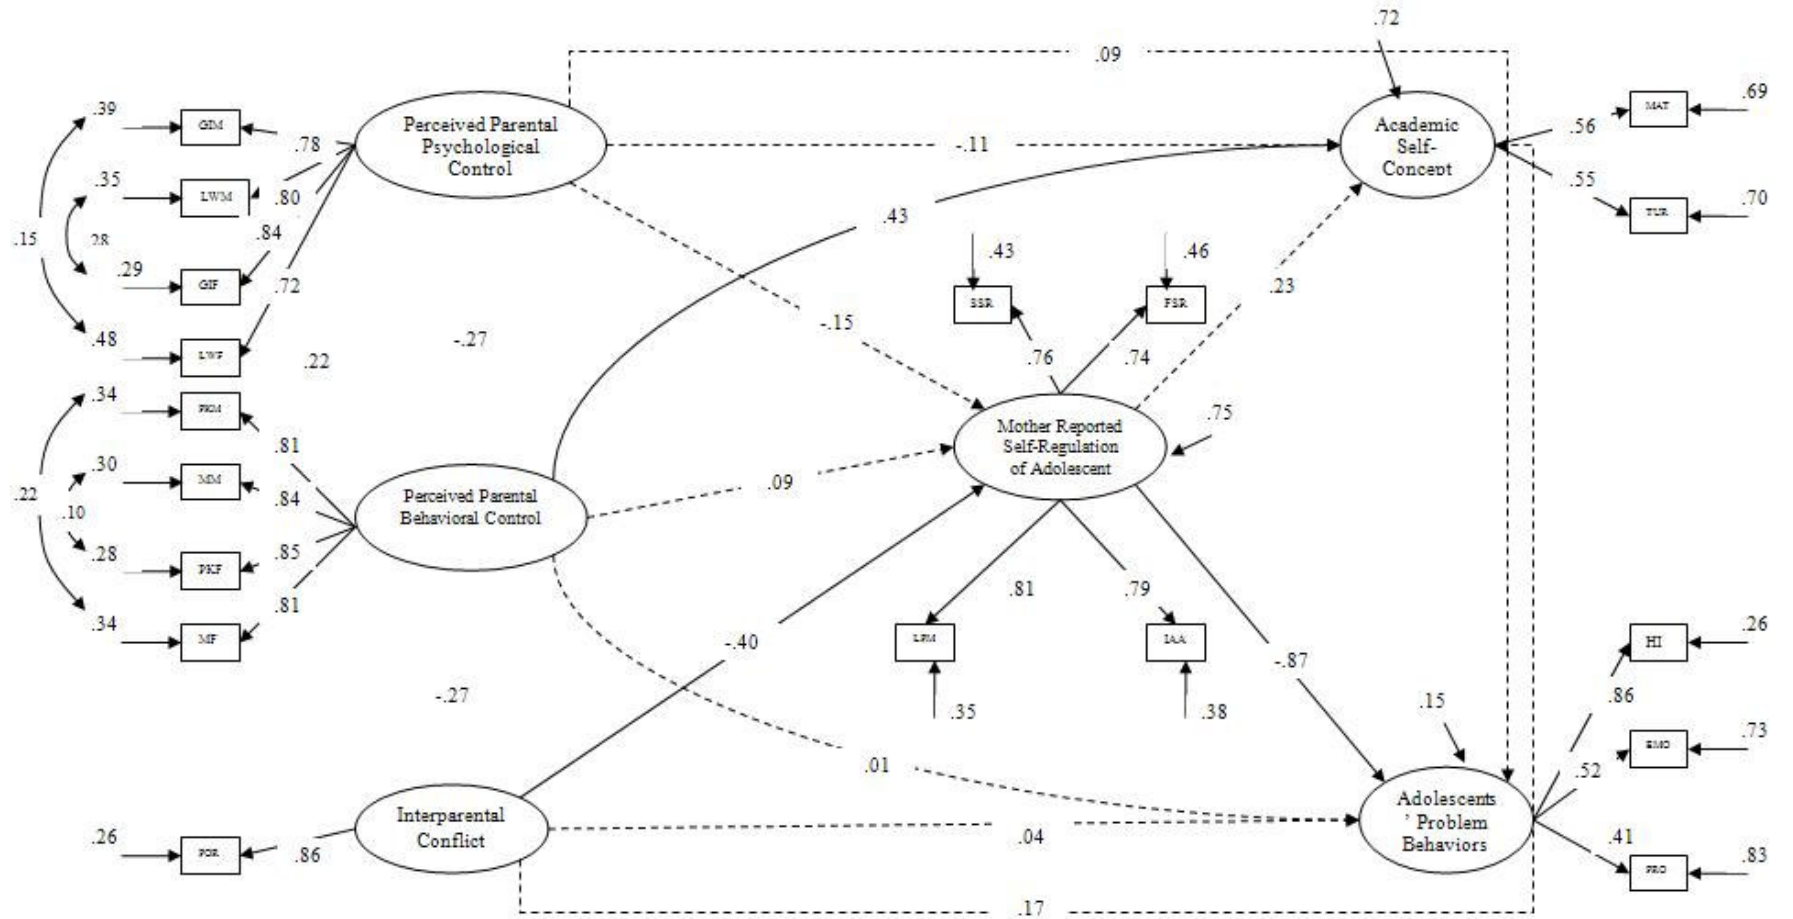 .72
.09
.39
GIM
.78
Perceived Parental
Psychological
Control
-.11
Academic
Self-
Concept
.56
MAT
.69
.35
LWM
.80
.55
TUR
.70
.15
.28
.84
.43
.29
GIF
.72
-.15
.43
SSR
.46
FSR
.23
.48
LWF
.22
-.27
.76
.74
.34
PKM
.81
.75
Mother Reported
Self-Regulation
of Adolescent
.30
MM
.84
.22
.10
Perceived Parental
Behavioral Control
.09
.28
PKF
.85
.34
MF
.81
.81
.79
-.40
IAA
-.87
HI
.26
-.27
.35
.38
.15
.86
EMO
.73
.01
.52
Interparental
Conflict
.04
Adolescents
’ Problem
Behaviors
.41
PRO
.83
.26
.86
.17